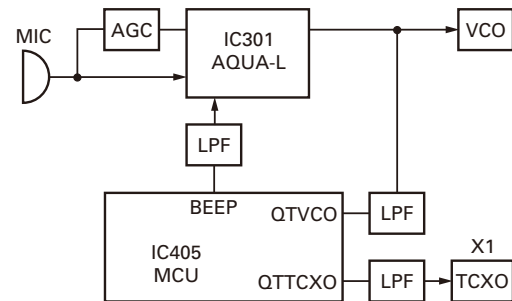 MIC
AGC
IC301
AQUA-L
VCO
LPF
BEEP
QTVCO
LPF
IC405
MCU
X1
QTTCXO
LPF
TCXO